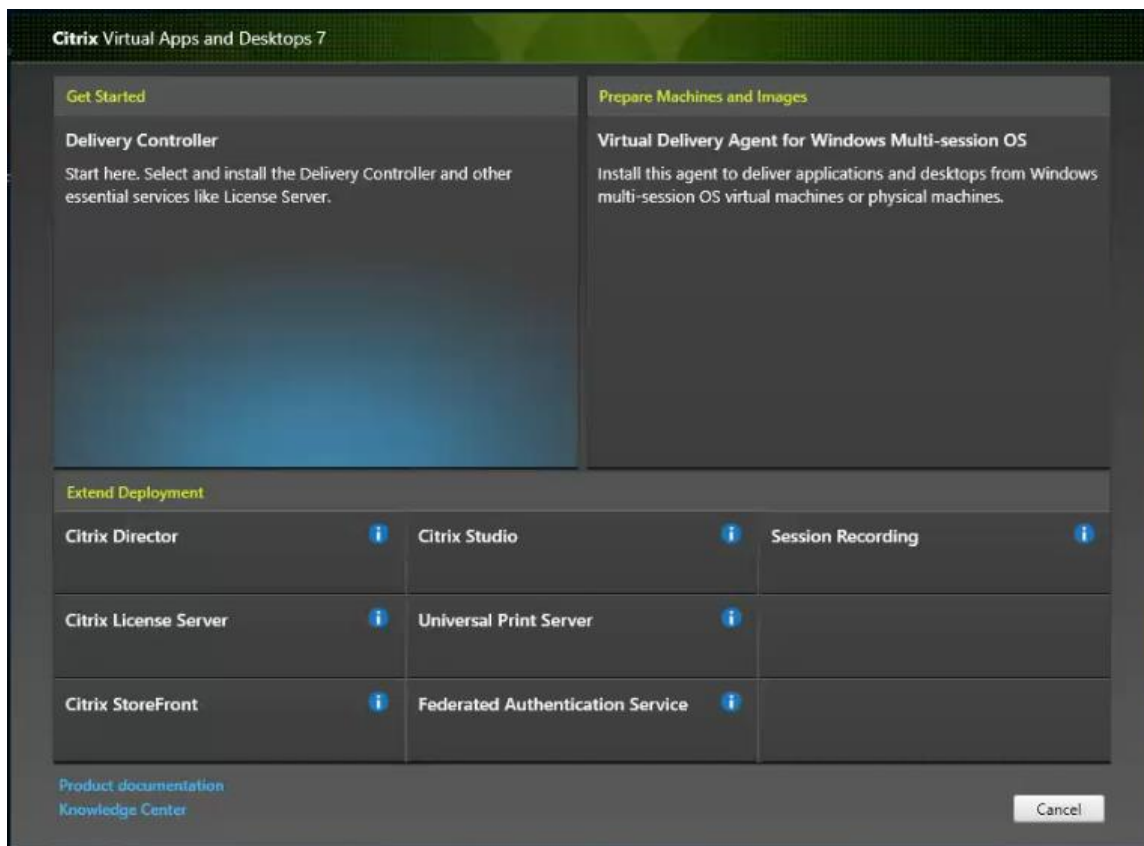 Citrix Virtual Apps and Desktops 7
Get Started
Delivery Controller
Start here. Select and install the Delivery Controller and other
essential services like License Server.
Prepare Machines and Images
Virtual Delivery Agent for Windows Multi-session OS
Install this agent to deliver applications and desktops from Windows
multi-session OS virtual machines or physical machines.
Extend Deployment
Citrix Director
Citrix Studio
Session Recording
Citrix License Server
Universal Print Server
Citrix StoreFront
Federated Authentication Service
Product documentation
Knowledge Center
Cancel